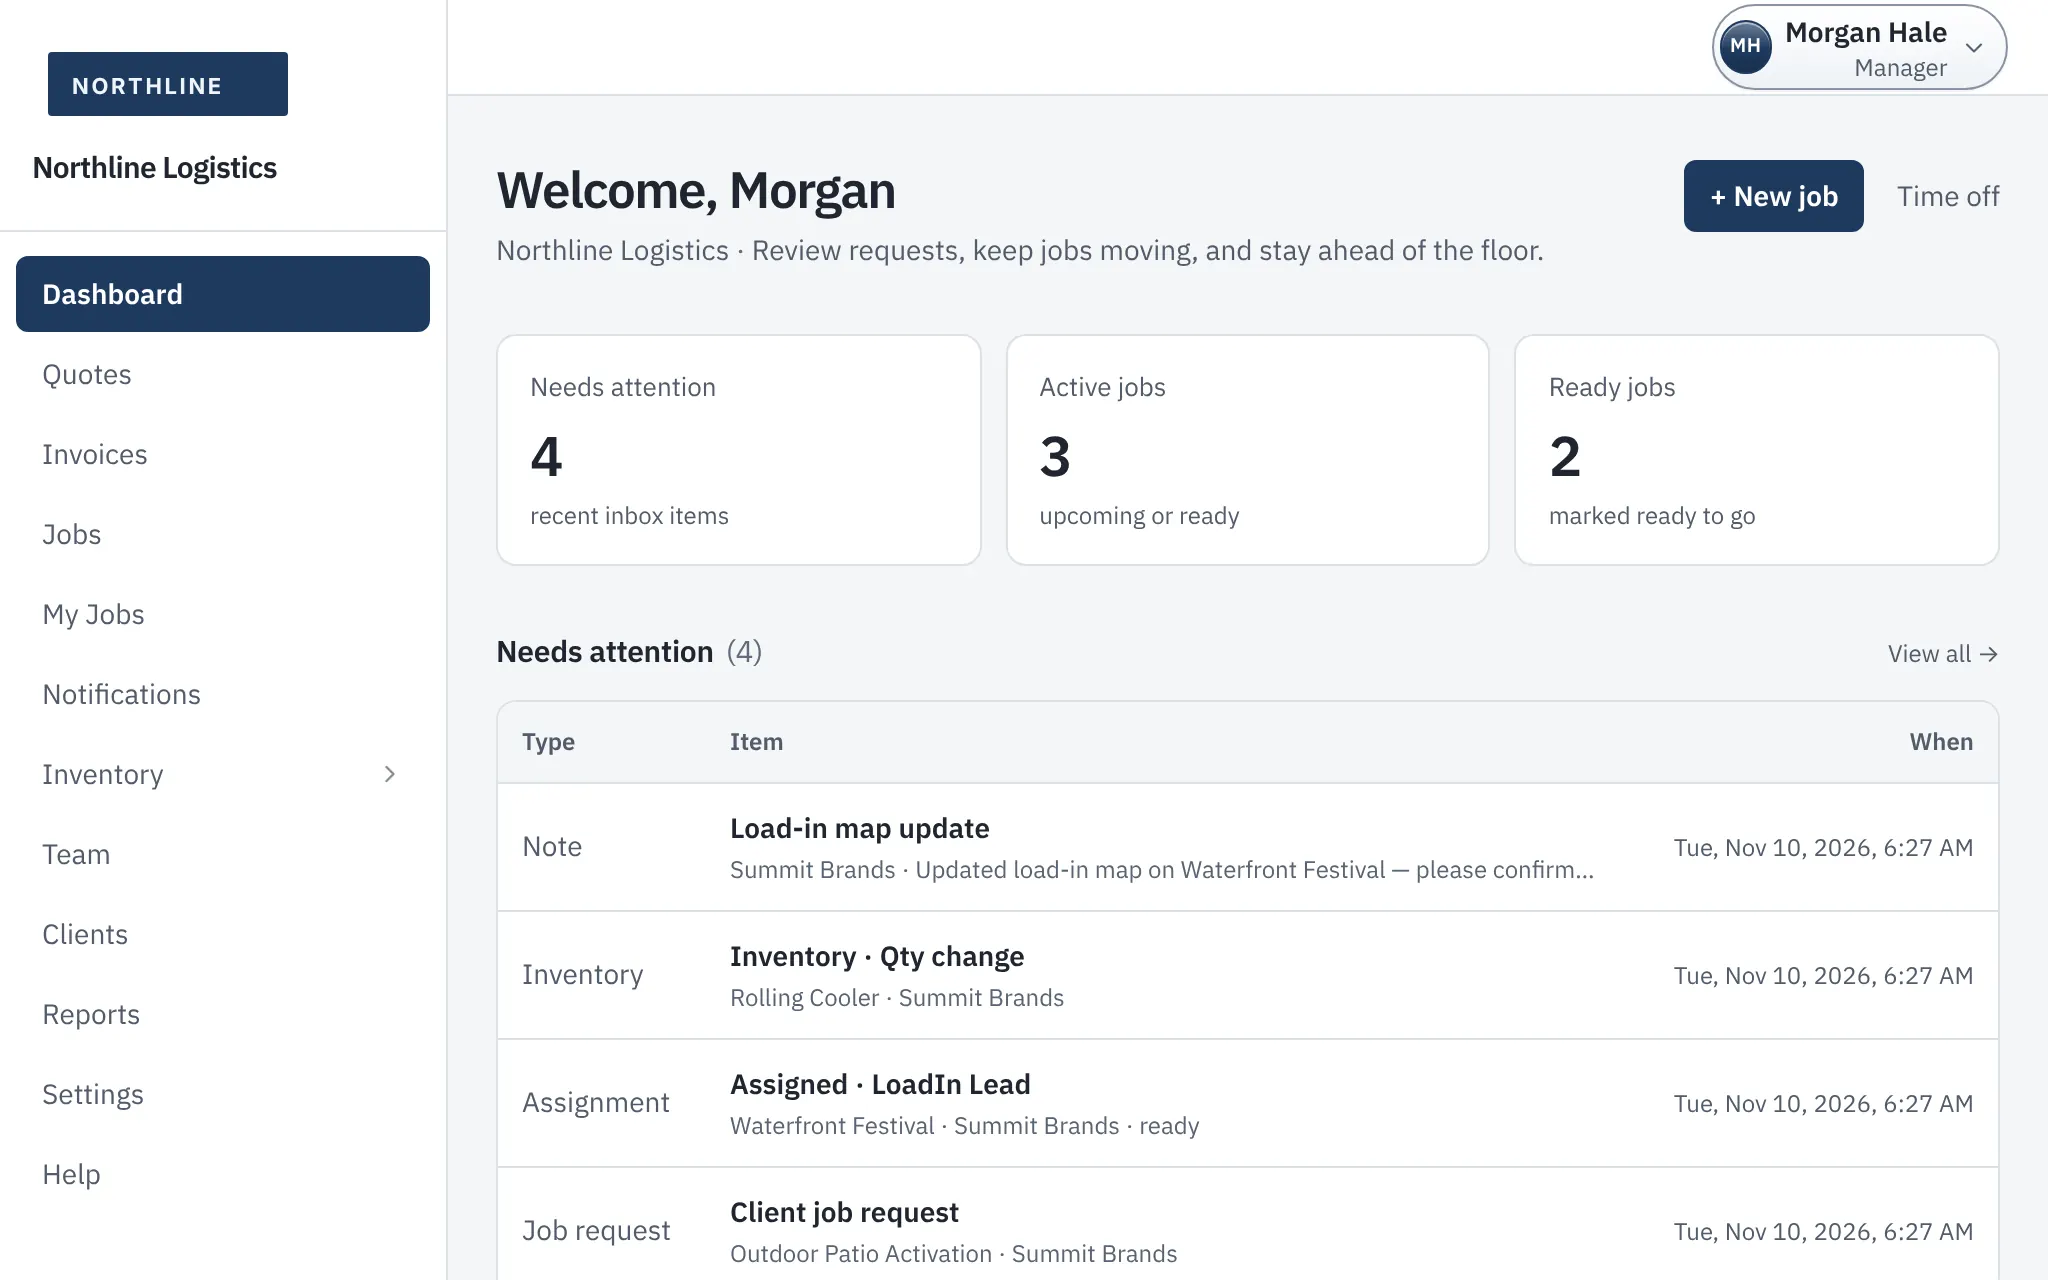 NORTHLINE
Northline Logistics
Dashboard
Quotes
Invoices
Jobs
My Jobs
Notifications
Inventory
Team
Clients
Reports
Settings
Help
MH
Morgan Hale
Manager
Welcome, Morgan
Northline Logistics · Review requests, keep jobs moving, and stay ahead of the floor.
+ New job
Time off
Needs attention
4
recent inbox items
Active jobs
3
upcoming or ready
Ready jobs
2
marked ready to go
Needs attention (4)
View all →
Type Item When
Note
Load-in map update
Summit Brands · Updated load-in map on Waterfront Festival — please confirm...
Tue, Nov 10, 2026, 6:27 AM
Inventory
Inventory · Qty change
Rolling Cooler · Summit Brands
Tue, Nov 10, 2026, 6:27 AM
Assignment
Assigned · LoadIn Lead
Waterfront Festival · Summit Brands · ready
Tue, Nov 10, 2026, 6:27 AM
Job request
Client job request
Outdoor Patio Activation · Summit Brands
Tue, Nov 10, 2026, 6:27 AM